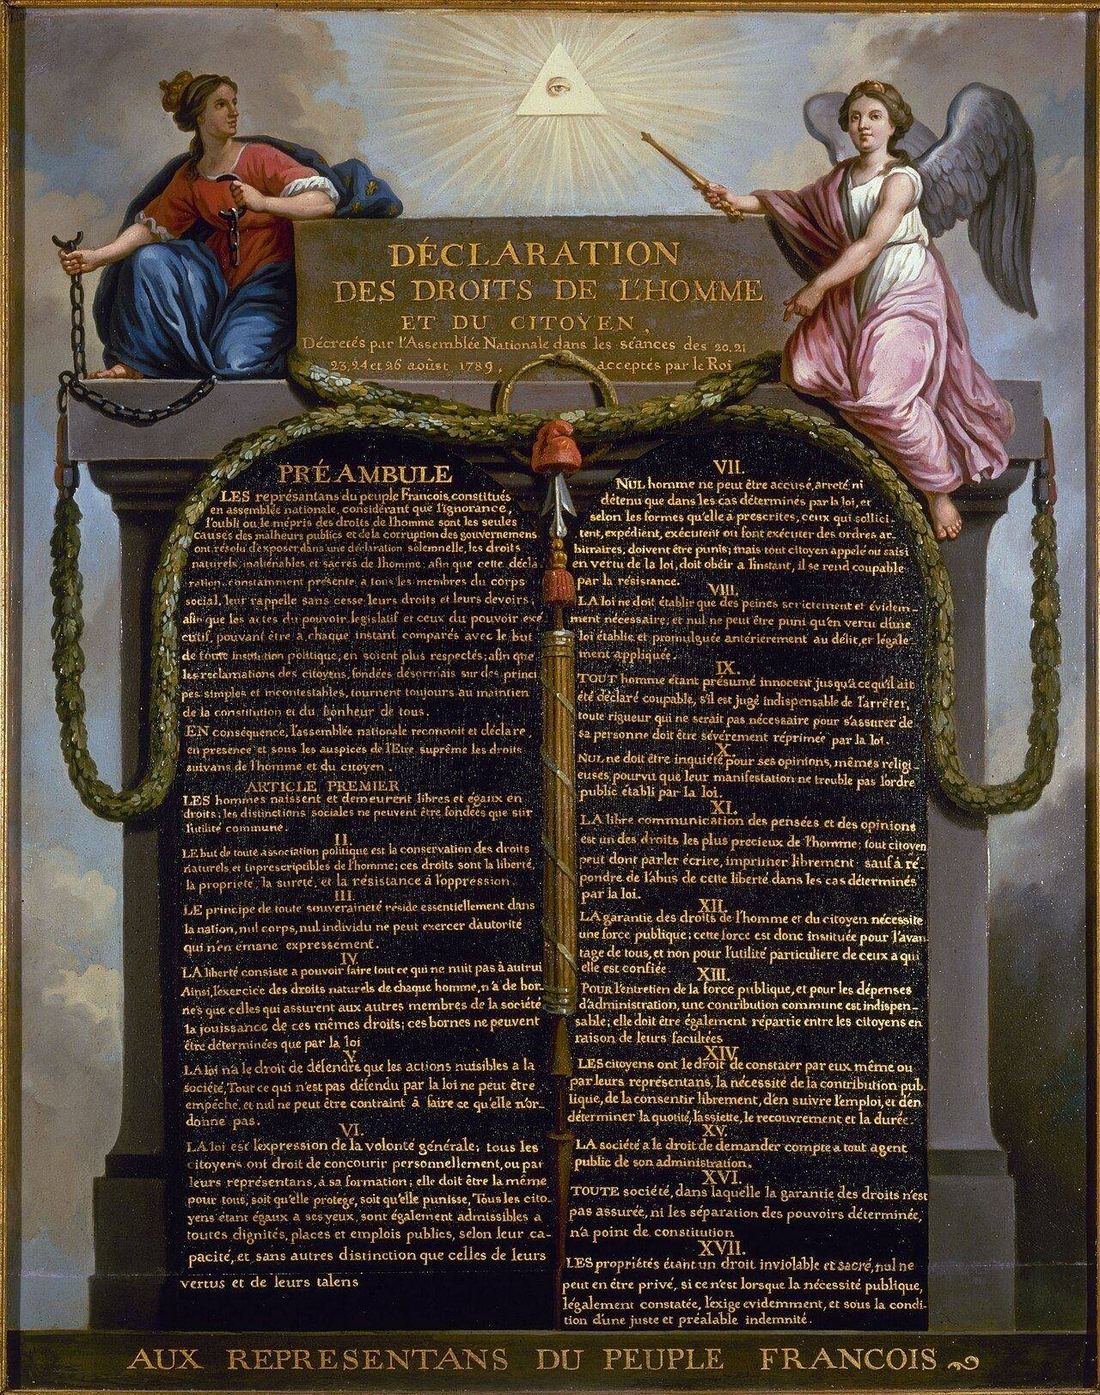 DÉCLARATION
DES DROITS DE L'HOMME
ET DU CITOYEN,
Décretés par l'Assemblée Nationale dans les séances des 20, 21
23, 24 et 26 août 1789, acceptés par le Roi
PRÉAMBULE
LES représentans du peuple Francois, constitués
en assemblée nationale, considérant que l'ignorance,
l'oubli ou le mépris des droits de l'homme sont les seules
causes des malheurs publics et de la corruption des gouvernemens
ont résolu d'exposer dans une déclaration solemnelle, les droits
naturels, inaliénables et sacrés de l'homme; afin que cette décla
ration, constamment présente a tous les membres du corps
social, leur rappelle sans cesse leurs droits et leurs devoirs;
afin que les actes du pouvoir legislatif et ceux du pouvoir exé
cutif, pouvant être à chaque instant comparés avec le but
de toute institution politique, en soient plus respectés; afin que
les reclamations des citoyens, fondées désormais sur des princi
pes simples et incontestables, tournent toujours au maintien
de la constitution et du bonheur de tous.
EN conséquence, l'assemblée nationale reconnoit et déclare,
en presence et sous les auspices de l'Etre suprême les droits
suivans de l'homme et du citoyen.
ARTICLE PREMIER
LES hommes naissent et demeurent libres et égaux en
droits; les distinctions sociales ne peuvent être fondées que sur
l'utilité commune.
II.
LE but de toute association politique est la conservation des droits
naturels et inprescriptibles de l'homme; ces droits sont la liberté,
la propriété, la sureté, et la résistance à l'oppression.
III.
LE principe de toute souveraineté réside essentiellement dans
la nation, nul corps, nul individu ne peut exercer d'autorité
qui n'en émane expressement.
IV.
LA liberté consiste a pouvoir faire tout ce qui ne nuit pas à autrui
Ainsi, l'exercice des droits naturels de chaque homme, n'a de bor-
nes que celles qui assurent aux autres membres de la société
la jouissance de ces mêmes droits; ces bornes ne peuvent
être déterminées que par la loi
V.
LA loi n'a le droit de défendre que les actions nuisibles a la
société, Tout ce qui n'est pas défendu par la loi ne peut être
empêché, et nul ne peut être contraint à faire ce qu'elle n'or-
donne pas.
VI.
LA loi est l'expression de la volonté générale; tous les
citoyens ont droit de concourir personnellement, ou par
leurs représentans, à sa formation; elle doit être la même
pour tous, soit qu'elle protege, soit qu'elle punisse, Tous les cito-
yens étant égaux a ses yeux, sont également admissibles a
toutes dignités, places et emplois publics, selon leur ca-
pacité, et sans autres distinction que celles de leurs
vertus et de leurs talens
VII.
NUL homme ne peut être accusé, arreté, ni
détenu que dans les cas déterminés par la loi, et
selon les formes qu'elle a prescrites, ceux qui sollici-
tent, expédient, exécutent ou font exécuter des ordres ar-
bitraires, doivent être punis; mais tout citoyen appelé ou saisi
en vertu de la loi, doit obéir a l'instant, il se rend coupable
par la résistance.
VIII.
LA loi ne doit établir que des peines strictement et évidem-
ment nécessaire; et nul ne peut être puni qu'en vertu d'une
loi établie et promulguée antérierement au délit, et légale
ment appliquée.
IX.
TOUT homme étant présumé innocent jusqu'a ce qu'il ait
été déclaré coupable, s'il est jugé indispensable de l'arréter,
toute rigueur qui ne serait pas nécessaire pour s'assurer de
sa personne doit être sévérement réprimée par la loi.
X.
NUL ne doit être inquiété pour ses opinions, mêmes religi-
euses, pourvu que leur manifestation ne trouble pas l'ordre
public établi par la loi.
XI.
LA libre communication des pensées et des opinions
est un des droits les plus precieux de l'homme; tout citoyen
peut dont parler écrire, imprimer librement: sauf à ré-
pondre de l'abus de cette liberté dans les cas déterminés
par la loi.
XII.
LA garantie des droits de l'homme et du citoyen nécessite
une force publique; cette force est donc instituée pour l'avan
tage de tous, et non pour l'utilité particuliere de ceux a qui
elle est confiée.
XIII.
POUR l'entretien de la force publique, et pour les dépenses
d'administration, une contribution commune est indispen-
sable; elle doit être également répartie entre les citoyens en
raison de leurs facultées
XIV.
LES citoyens ont le droit de constater par eux même ou
par leurs représentans, la nécessité de la contribution pub-
lique, de la consentir librement, d'en suivre l'emploi, et d'en
déterminer la quotité, l'assiette, le recouvrement et la durée.
XV.
LA société a le droit de demander compte a tout agent
public de son administration.
XVI.
TOUTE société, dans laquelle la garantie des droits n'est
pas assurée, ni les séparation des pouvoirs déterminée,
n'a point de constitution
XVII.
LES propriétés étant un droit inviolable et sacré, nul ne
peut en être privé, si ce n'est lorsque la nécessité publique,
légalement constatée, l'exige evidemment, et sous la condi-
tion d'une juste et préalable indemnité.
AUX REPRESENTANS DU PEUPLE FRANCOIS